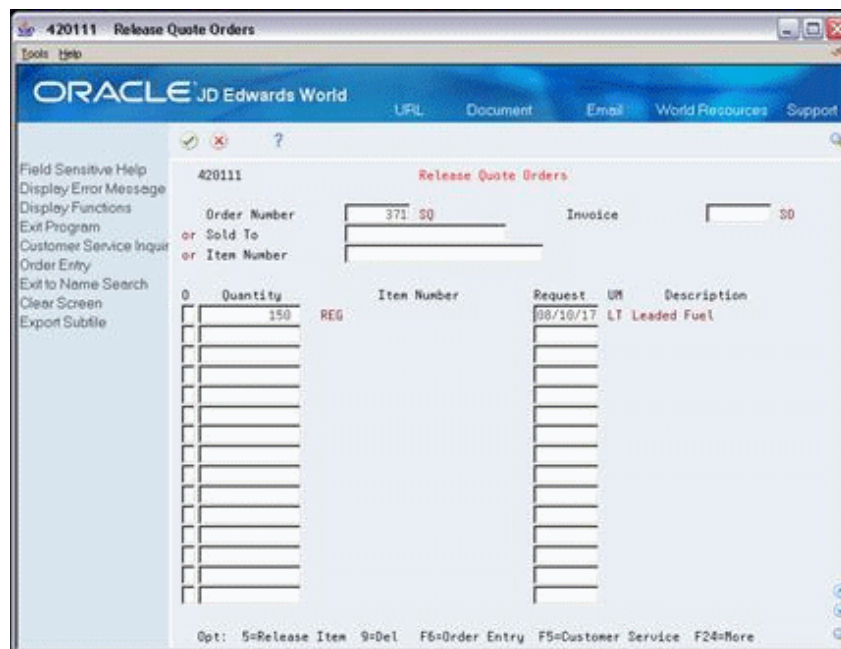 420111 Release Quote Orders
Tools Help
ORACLE JD Edwards World
URL Document Email World Resources Support
?
Field Sensitive Help
Display Error Message
Display Functions
Exit Program
Customer Service Inquir
Order Entry
Exit to Name Search
Clear Screen
Export Subfile
420111 Release Quote Orders
Order Number 371 SQ Invoice SO
or Sold To
or Item Number
O Quantity Item Number Request UM Description
150 REG 08/10/17 LT Leaded Fuel
Opt: 5=Release Item 9=Del F6=Order Entry F5=Customer Service F24=More